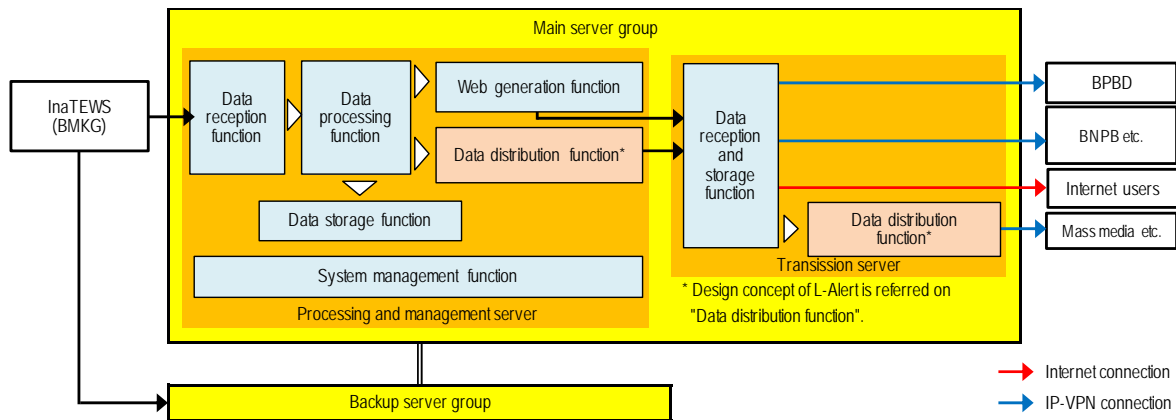 Main server group
InaTEWS
(BMKG)
Data
reception
function
Data
processing
function
Web generation function
Data distribution function*
Data storage function
System management function
Processing and management server
Data
reception
and
storage
function
Data distribution
function*
Transission server
* Design concept of L-Alert is referred on
"Data distribution function".
BPBD
BNPB etc.
Internet users
Mass media etc.
Backup server group
Internet connection
IP-VPN connection